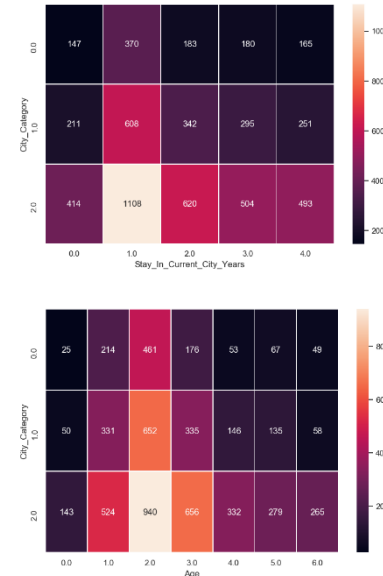 1000
0.0 147 370 183 180 165
800
City_Category
1.0 211 608 342 295 251
600
400
2.0 414 1108 620 504 493
200
0.0 1.0 2.0 3.0 4.0
Stay_In_Current_City_Years
0.0 25 214 461 176 53 67 49
City_Category
1.0 50 331 652 335 146 135 58
2.0 143 524 940 656 332 279 265
0.0 1.0 2.0 3.0 4.0 5.0 6.0
Age